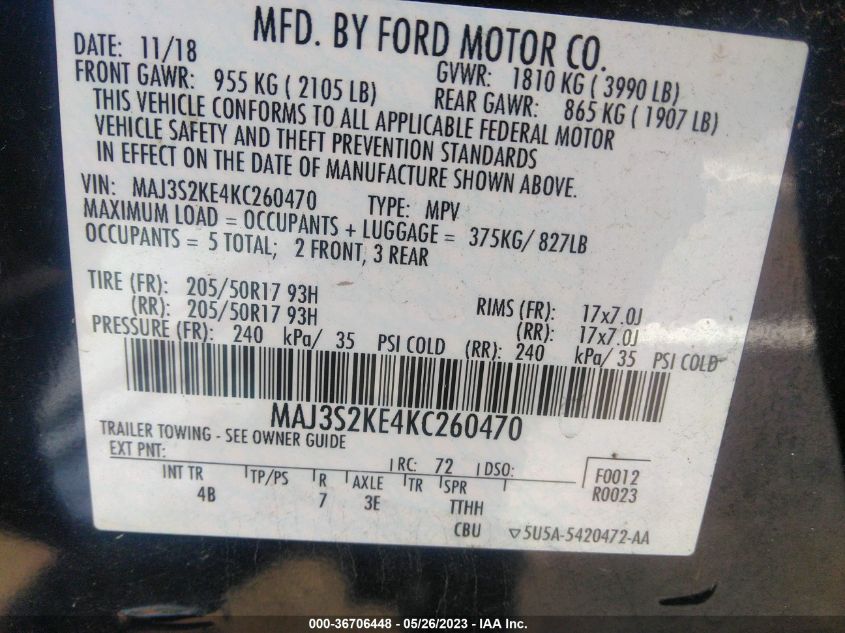 MFD. BY FORD MOTOR CO.
DATE: 11/18 GVWR: 1810 KG ( 3990 LB)
FRONT GAWR: 955 KG ( 2105 LB) REAR GAWR: 865 KG ( 1907 LB)
THIS VEHICLE CONFORMS TO ALL APPLICABLE FEDERAL MOTOR
VEHICLE SAFETY AND THEFT PREVENTION STANDARDS
IN EFFECT ON THE DATE OF MANUFACTURE SHOWN ABOVE.
VIN: MAJ3S2KE4KC260470 TYPE: MPV
MAXIMUM LOAD = OCCUPANTS + LUGGAGE = 375KG/ 827LB
OCCUPANTS = 5 TOTAL; 2 FRONT, 3 REAR
TIRE (FR): 205/50R17 93H RIMS (FR): 17x7.0J
(RR): 205/50R17 93H (RR): 17x7.0J
PRESSURE (FR): 240 kPa/ 35 PSI COLD (RR): 240 kPa/ 35 PSI COLD
MAJ3S2KE4KC260470
TRAILER TOWING - SEE OWNER GUIDE
EXT PNT: RC: 72 DSO: F0012
R0023
INT TR TP/PS R AXLE TR SPR
4B 7 3E TTHH
CBU 5U5A-5420472-AA
000-36706448 - 05/26/2023 - IAA Inc.